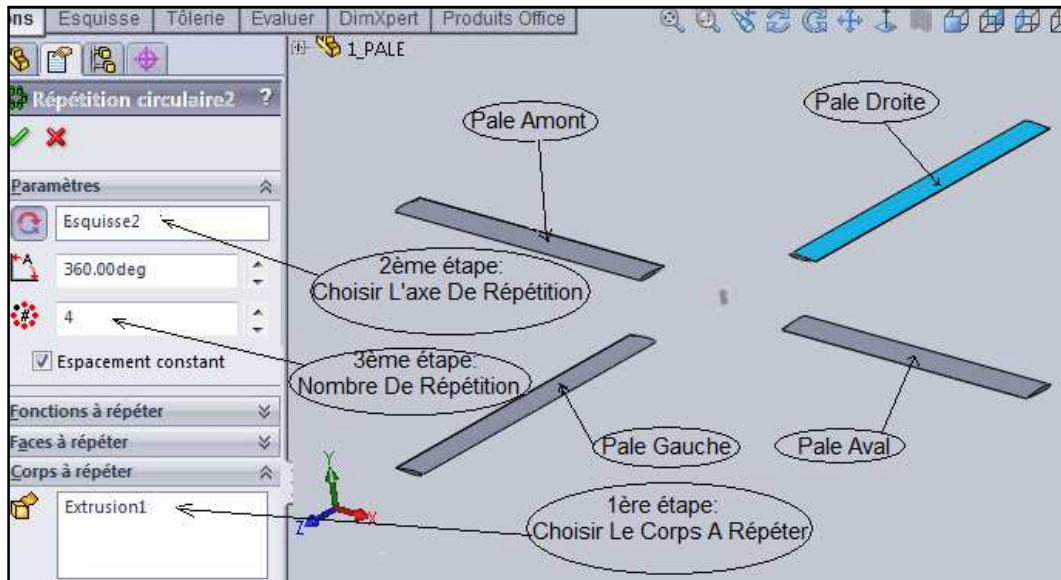 ns Esquisse Tôlerie Evaluer DimXpert Produits Office
1_PALE
Répétition circulaire2 ?
Paramètres
Esquisse2
360.00deg
4
Espacement constant
Fonctions à répéter
Faces à répéter
Corps à répéter
Extrusion1
Pale Amont
Pale Droite
2ème étape:
Choisir L'axe De Répétition
3ème étape:
Nombre De Répétition
Pale Gauche
Pale Aval
1ère étape:
Choisir Le Corps A Répéter
Y
X
Z